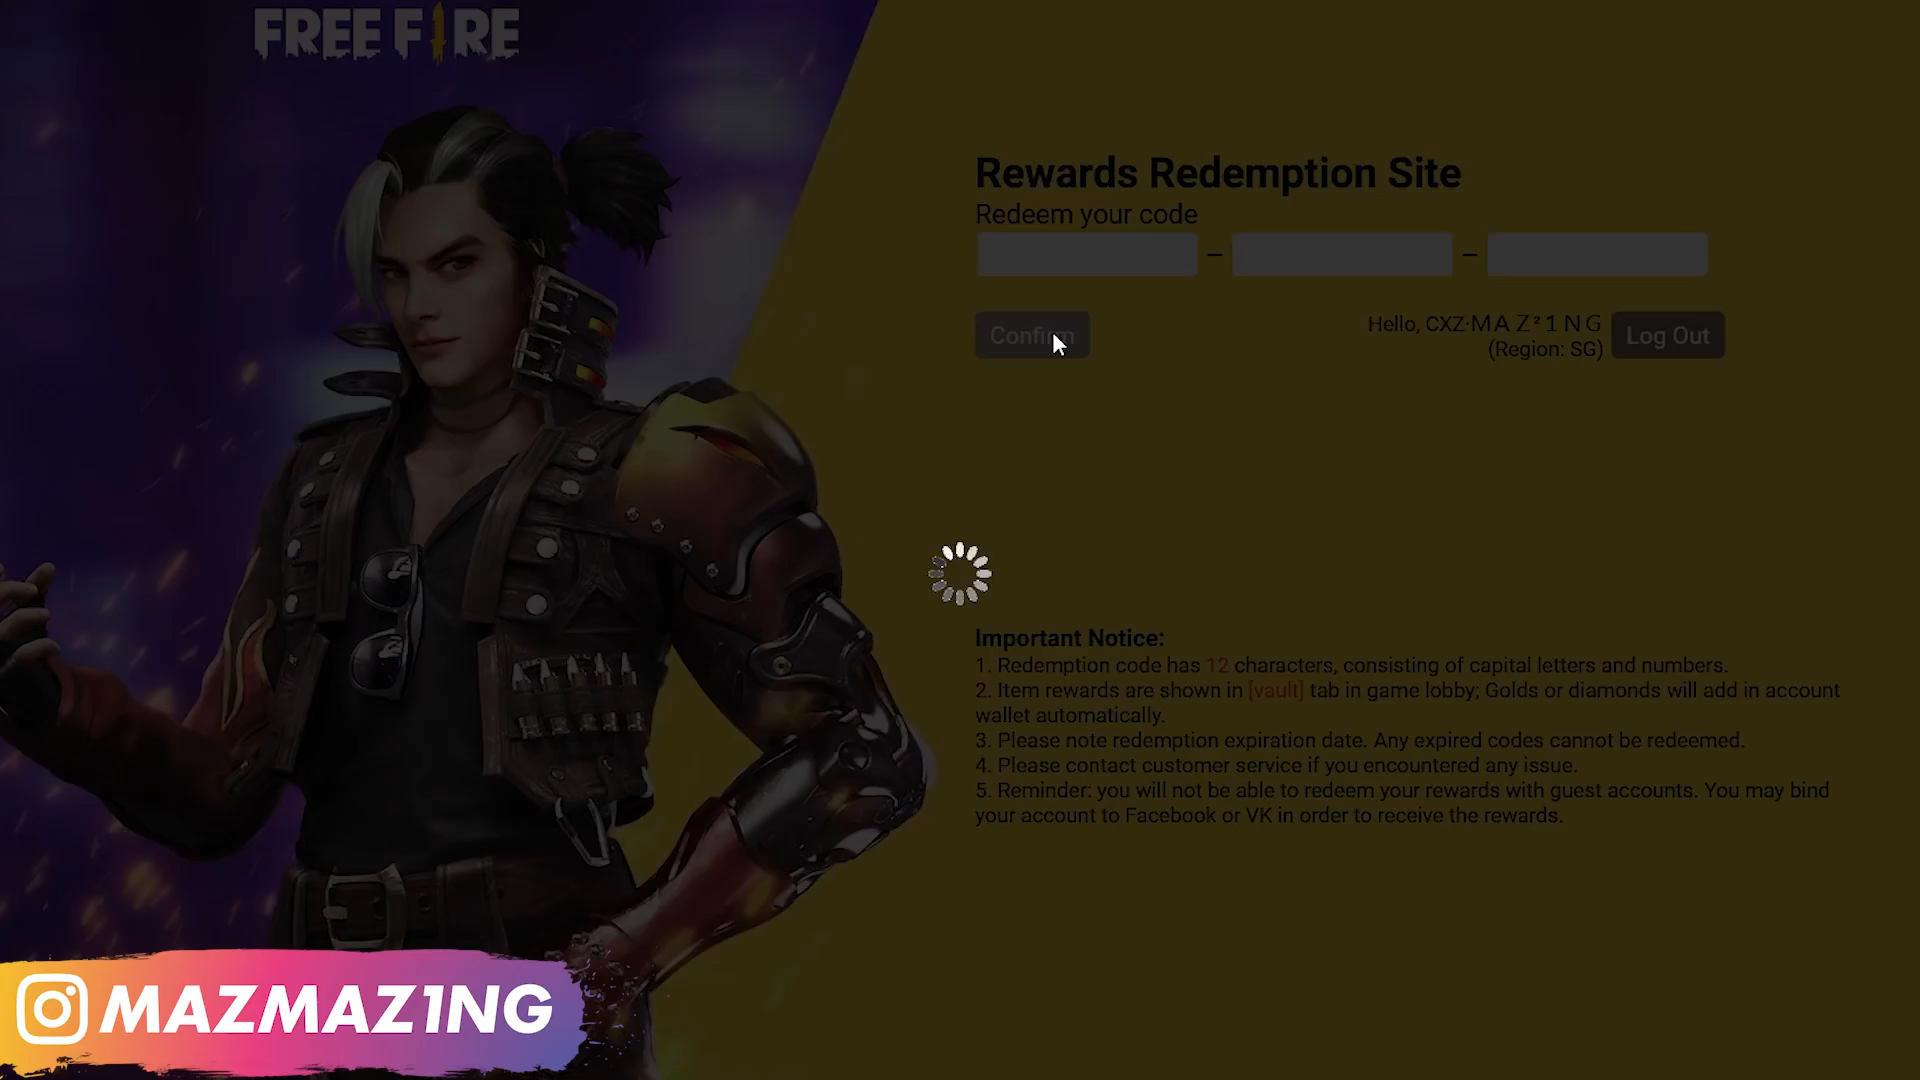 FREE FIRE
Rewards Redemption Site
Redeem your code
– –
Confirm
Hello, CXZ·M A Z ² 1 N G
(Region: SG)
Log Out
Important Notice:
1. Redemption code has 12 characters, consisting of capital letters and numbers.
2. Item rewards are shown in [vault] tab in game lobby; Golds or diamonds will add in account
wallet automatically.
3. Please note redemption expiration date. Any expired codes cannot be redeemed.
4. Please contact customer service if you encountered any issue.
5. Reminder: you will not be able to redeem your rewards with guest accounts. You may bind
your account to Facebook or VK in order to receive the rewards.
MAZMAZ1NG